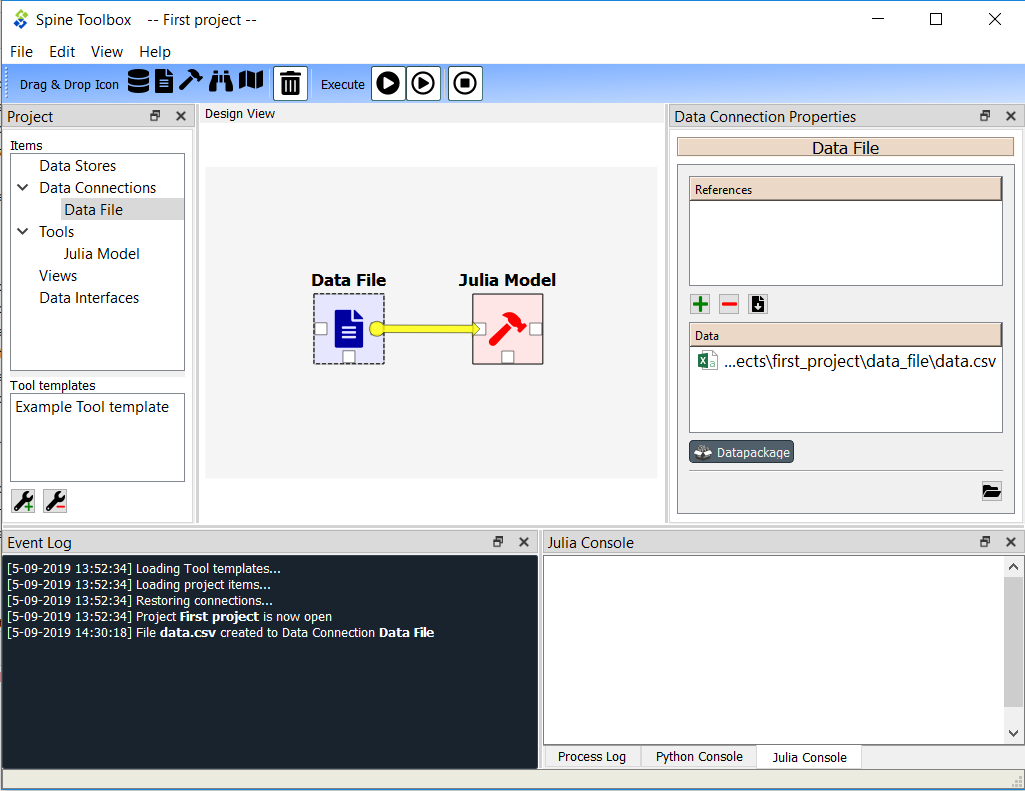 Spine Toolbox -- First project --
File Edit View Help
Drag & Drop Icon Execute
Project
Items
Data Stores
Data Connections
Data File
Tools
Julia Model
Views
Data Interfaces
Tool templates
Example Tool template
Design View
Data File
Julia Model
Data Connection Properties
Data File
References
Data
...ects\first_project\data_file\data.csv
Datapackage
Event Log
[5-09-2019 13:52:34] Loading Tool templates...
[5-09-2019 13:52:34] Loading project items...
[5-09-2019 13:52:34] Restoring connections...
[5-09-2019 13:52:34] Project First project is now open
[5-09-2019 14:30:18] File data.csv created to Data Connection Data File
Julia Console
Process Log Python Console Julia Console